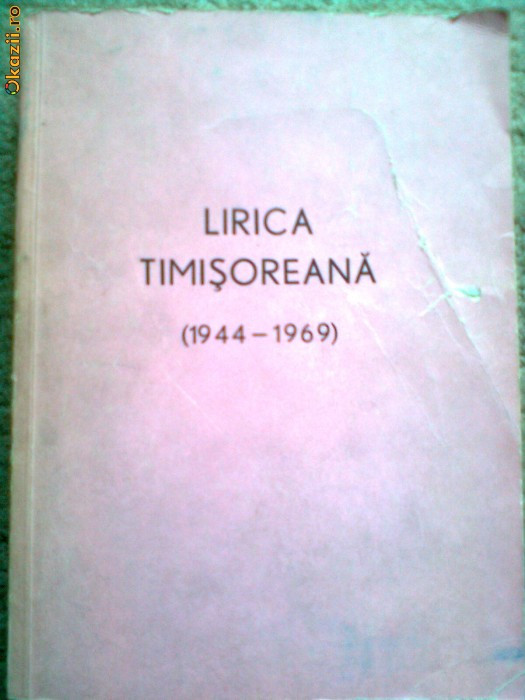 Okazii.ro
LIRICA
TIMIŞOREANĂ
(1944 – 1969)